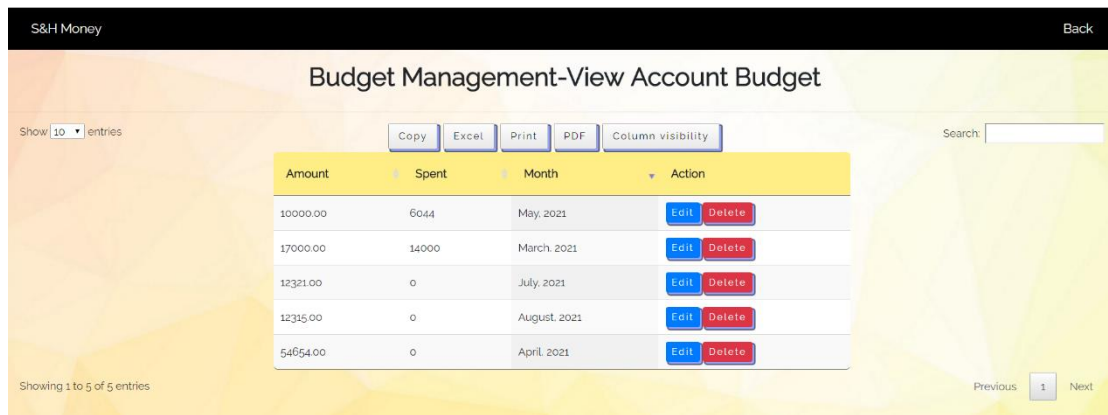 S&H Money Back
Budget Management-View Account Budget
Show 10 entries Copy Excel Print PDF Column visibility Search:
Amount Spent Month Action
10000.00 6044 May, 2021 Edit Delete
17000.00 14000 March, 2021 Edit Delete
12321.00 0 July, 2021 Edit Delete
12315.00 0 August, 2021 Edit Delete
54654.00 0 April, 2021 Edit Delete
Showing 1 to 5 of 5 entries Previous 1 Next